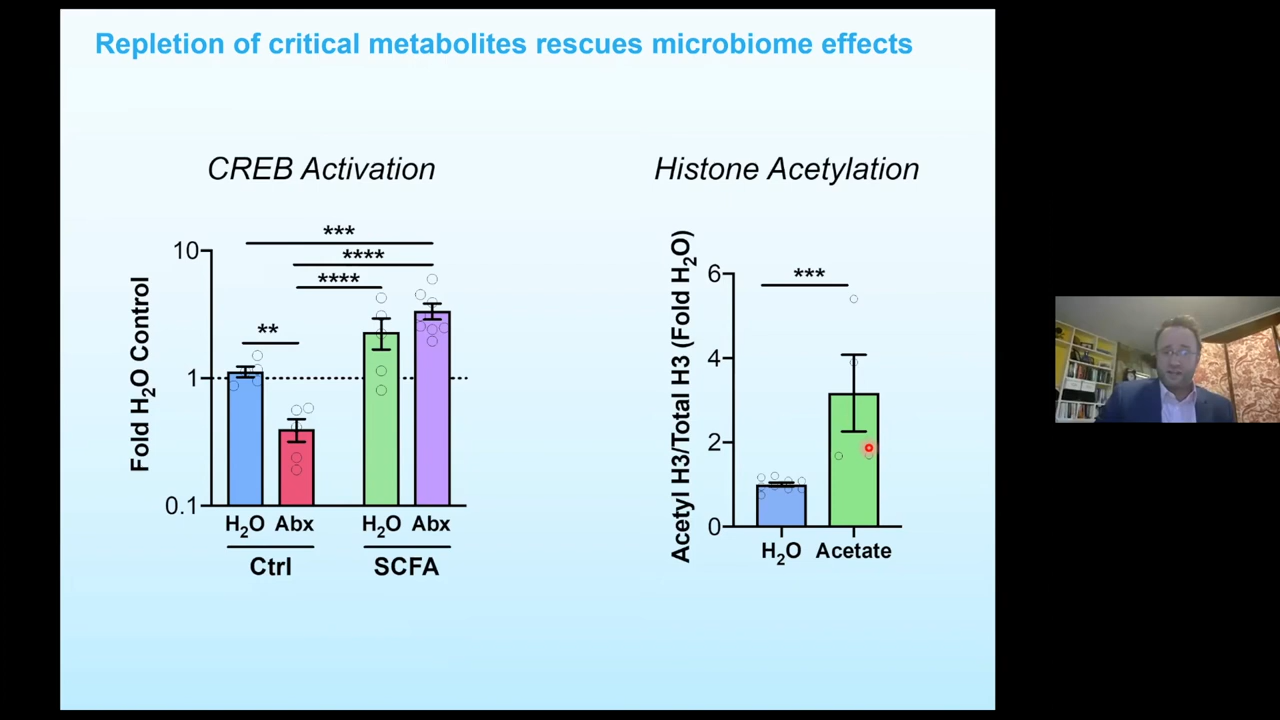 Repletion of critical metabolites rescues microbiome effects
CREB Activation
Fold H₂O Control
10
1
0.1
***
****
****
**
H₂O Abx
H₂O Abx
Ctrl
SCFA
Histone Acetylation
Acetyl H3/Total H3 (Fold H₂O)
6
4
2
0
***
H₂O Acetate